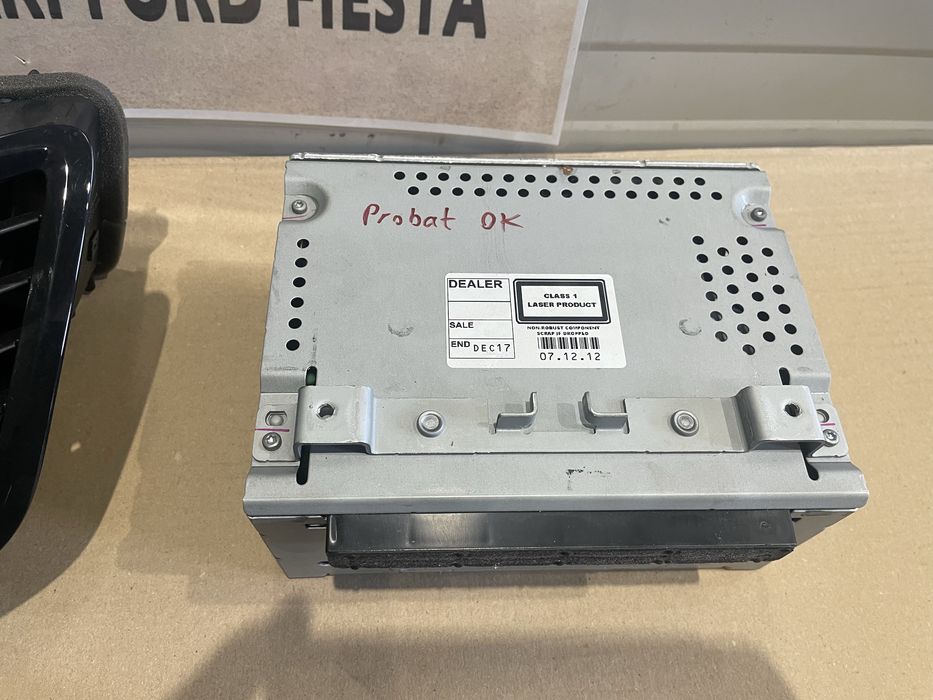 FORD FIESTA
Probat OK
DEALER
CLASS 1
LASER PRODUCT
SALE
NON-ROBUST COMPONENT
SCRAP IF DROPPED
END DEC17
07.12.12